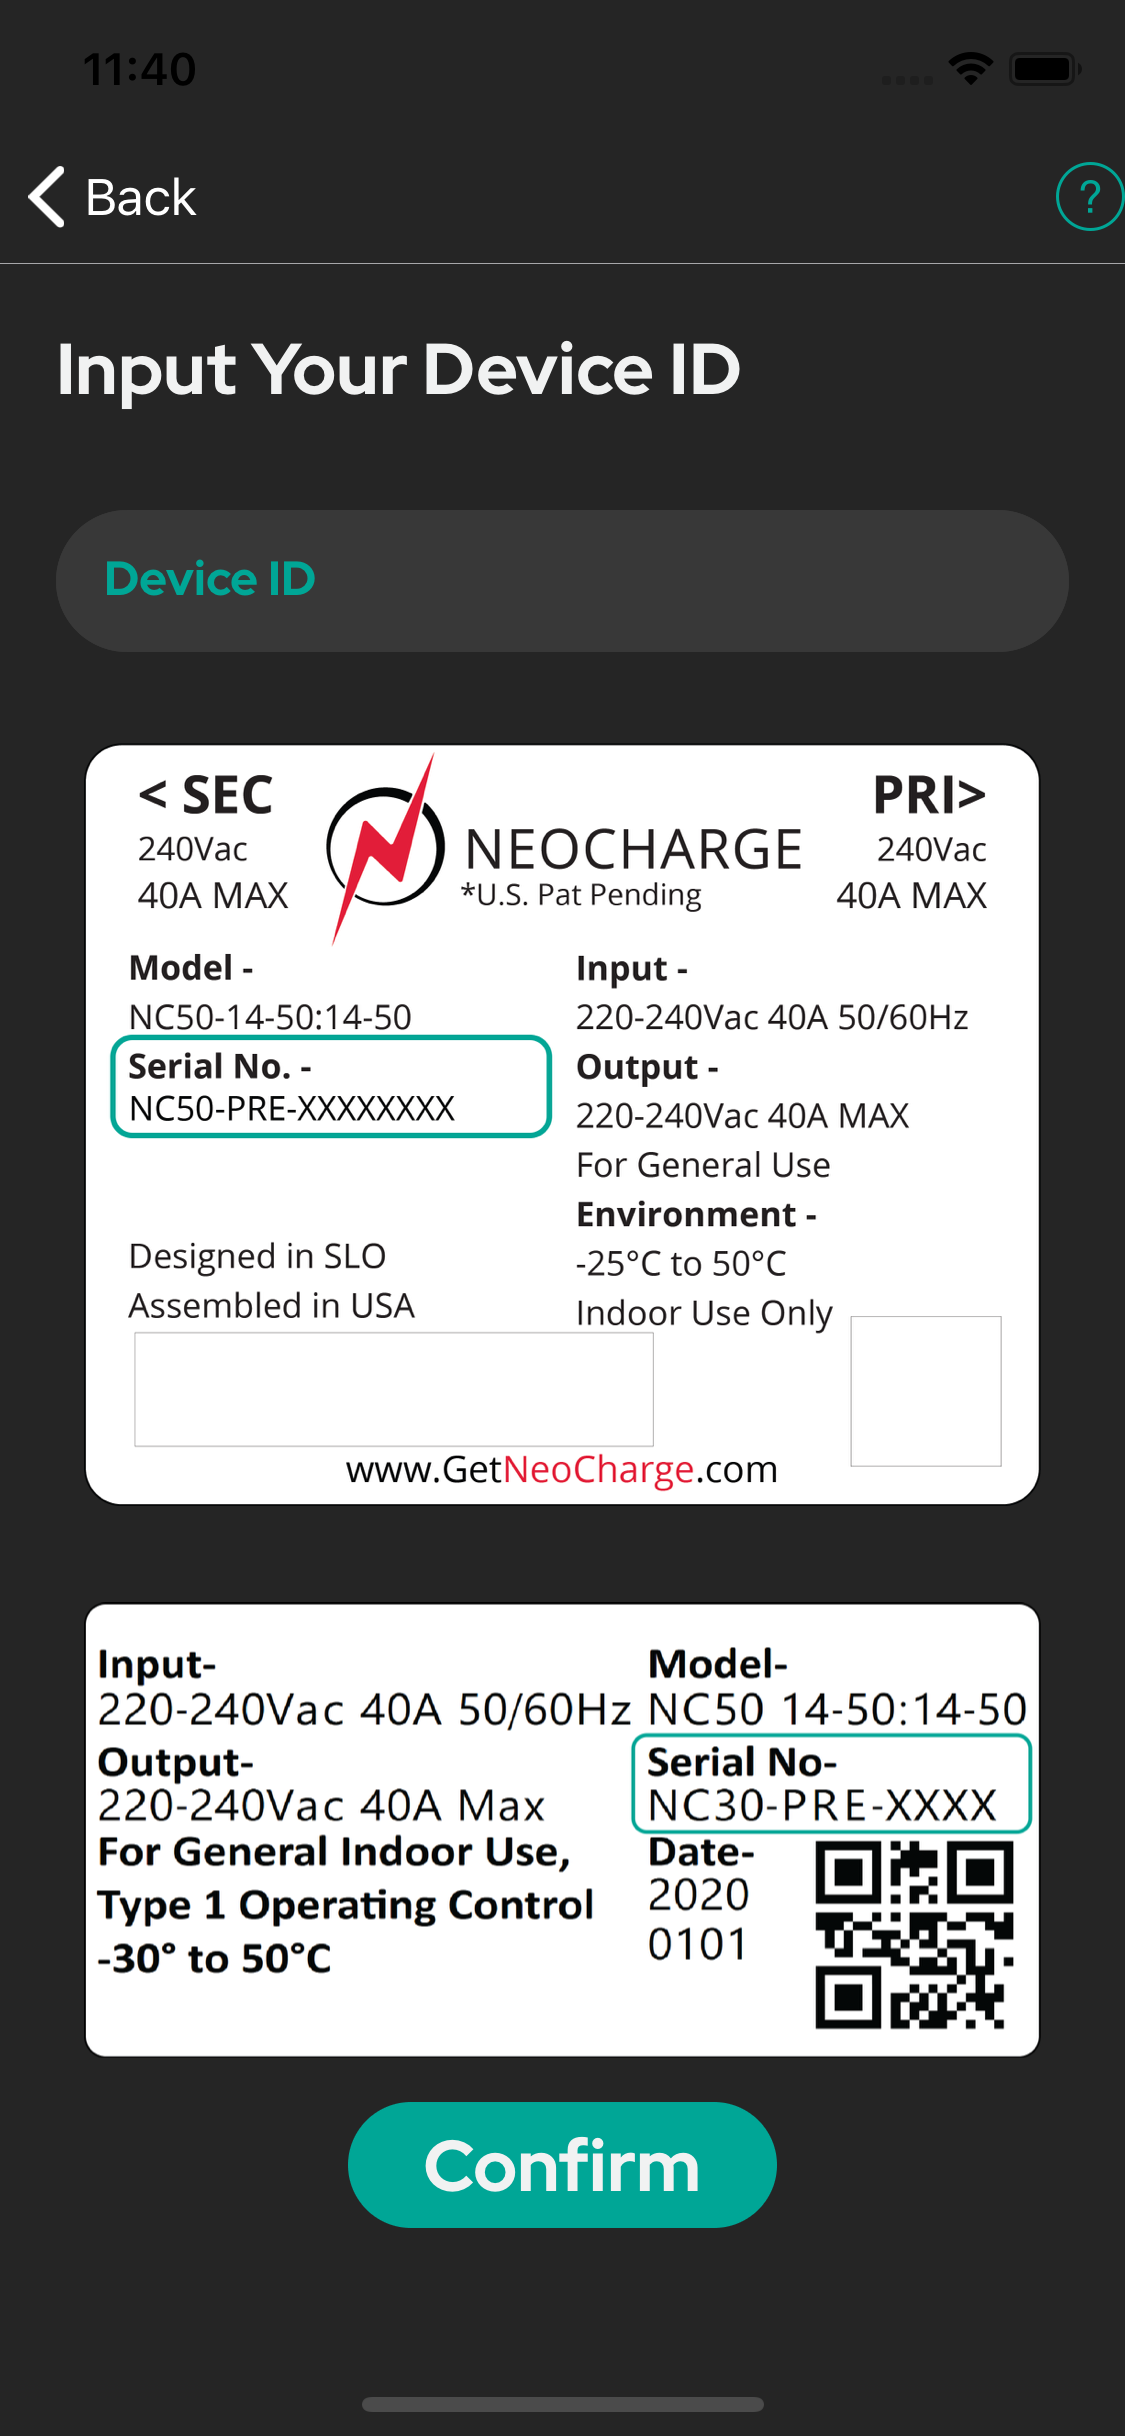 11:40
Back
?
Input Your Device ID
Device ID
< SEC
240Vac
40A MAX
NEOCHARGE
*U.S. Pat Pending
PRI>
240Vac
40A MAX
Model -
NC50-14-50:14-50
Serial No. -
NC50-PRE-XXXXXXXX
Designed in SLO
Assembled in USA
Input -
220-240Vac 40A 50/60Hz
Output -
220-240Vac 40A MAX
For General Use
Environment -
-25°C to 50°C
Indoor Use Only
www.GetNeoCharge.com
Input-
220-240Vac 40A 50/60Hz
Output-
220-240Vac 40A Max
For General Indoor Use,
Type 1 Operating Control
-30° to 50°C
Model-
NC50 14-50:14-50
Serial No-
NC30-PRE-XXXX
Date-
2020
0101
Confirm